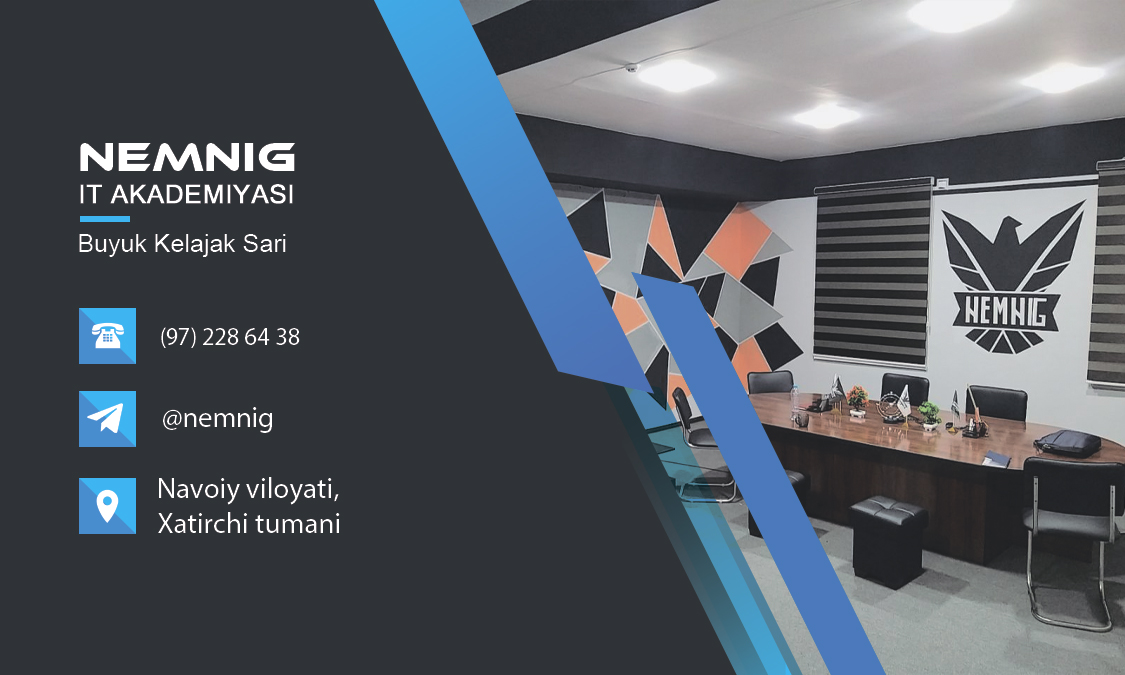 NEMNIG
IT AKADEMIYASI
Buyuk Kelajak Sari
(97) 228 64 38
@nemnig
Navoiy viloyati,
Xatirchi tumani
NEMNIG